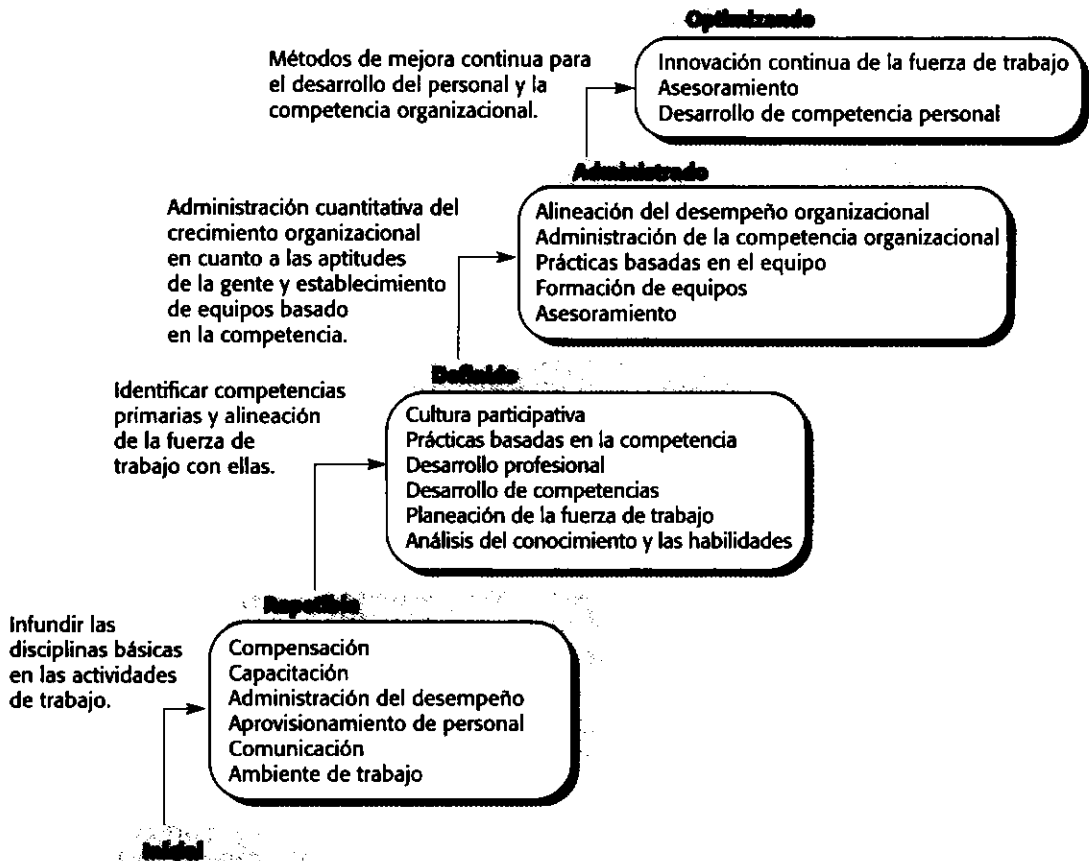 Optimizando
Métodos de mejora continua para
el desarrollo del personal y la
competencia organizacional.
Innovación continua de la fuerza de trabajo
Asesoramiento
Desarrollo de competencia personal
Administrado
Administración cuantitativa del
crecimiento organizacional
en cuanto a las aptitudes
de la gente y establecimiento
de equipos basado
en la competencia.
Alineación del desempeño organizacional
Administración de la competencia organizacional
Prácticas basadas en el equipo
Formación de equipos
Asesoramiento
Definido
Identificar competencias
primarias y alineación
de la fuerza de
trabajo con ellas.
Cultura participativa
Prácticas basadas en la competencia
Desarrollo profesional
Desarrollo de competencias
Planeación de la fuerza de trabajo
Análisis del conocimiento y las habilidades
Repetible
Infundir las
disciplinas básicas
en las actividades
de trabajo.
Compensación
Capacitación
Administración del desempeño
Aprovisionamiento de personal
Comunicación
Ambiente de trabajo
Inicial